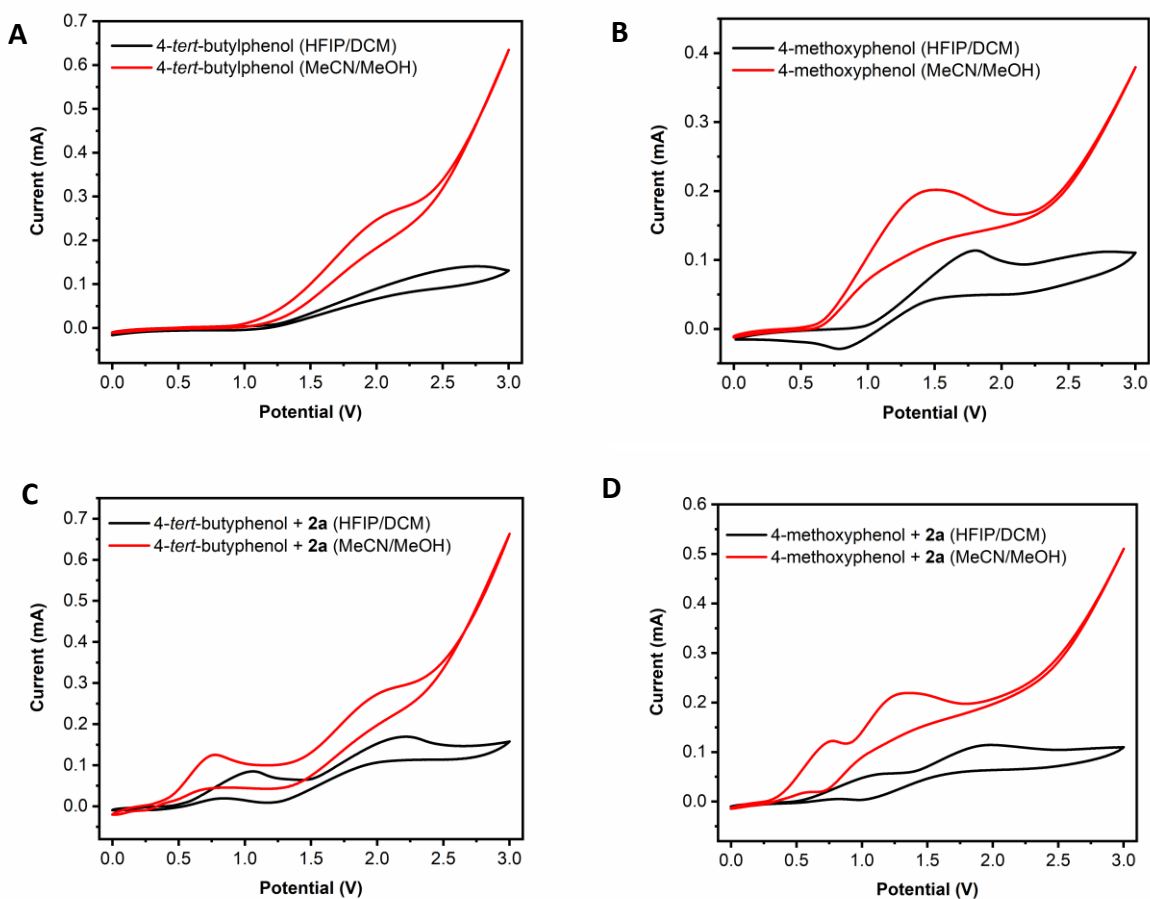 A
4-tert-butylphenol (HFIP/DCM)
4-tert-butylphenol (MeCN/MeOH)
0.7
0.6
0.5
0.4
0.3
0.2
0.1
0.0
Current (mA)
0.0 0.5 1.0 1.5 2.0 2.5 3.0
Potential (V)
B
4-methoxyphenol (HFIP/DCM)
4-methoxyphenol (MeCN/MeOH)
0.4
0.3
0.2
0.1
0.0
Current (mA)
0.0 0.5 1.0 1.5 2.0 2.5 3.0
Potential (V)
C
4-tert-butyphenol + 2a (HFIP/DCM)
4-tert-butyphenol + 2a (MeCN/MeOH)
0.7
0.6
0.5
0.4
0.3
0.2
0.1
0.0
Current (mA)
0.0 0.5 1.0 1.5 2.0 2.5 3.0
Potential (V)
D
4-methoxyphenol + 2a (HFIP/DCM)
4-methoxyphenol + 2a (MeCN/MeOH)
0.6
0.5
0.4
0.3
0.2
0.1
0.0
Current (mA)
0.0 0.5 1.0 1.5 2.0 2.5 3.0
Potential (V)